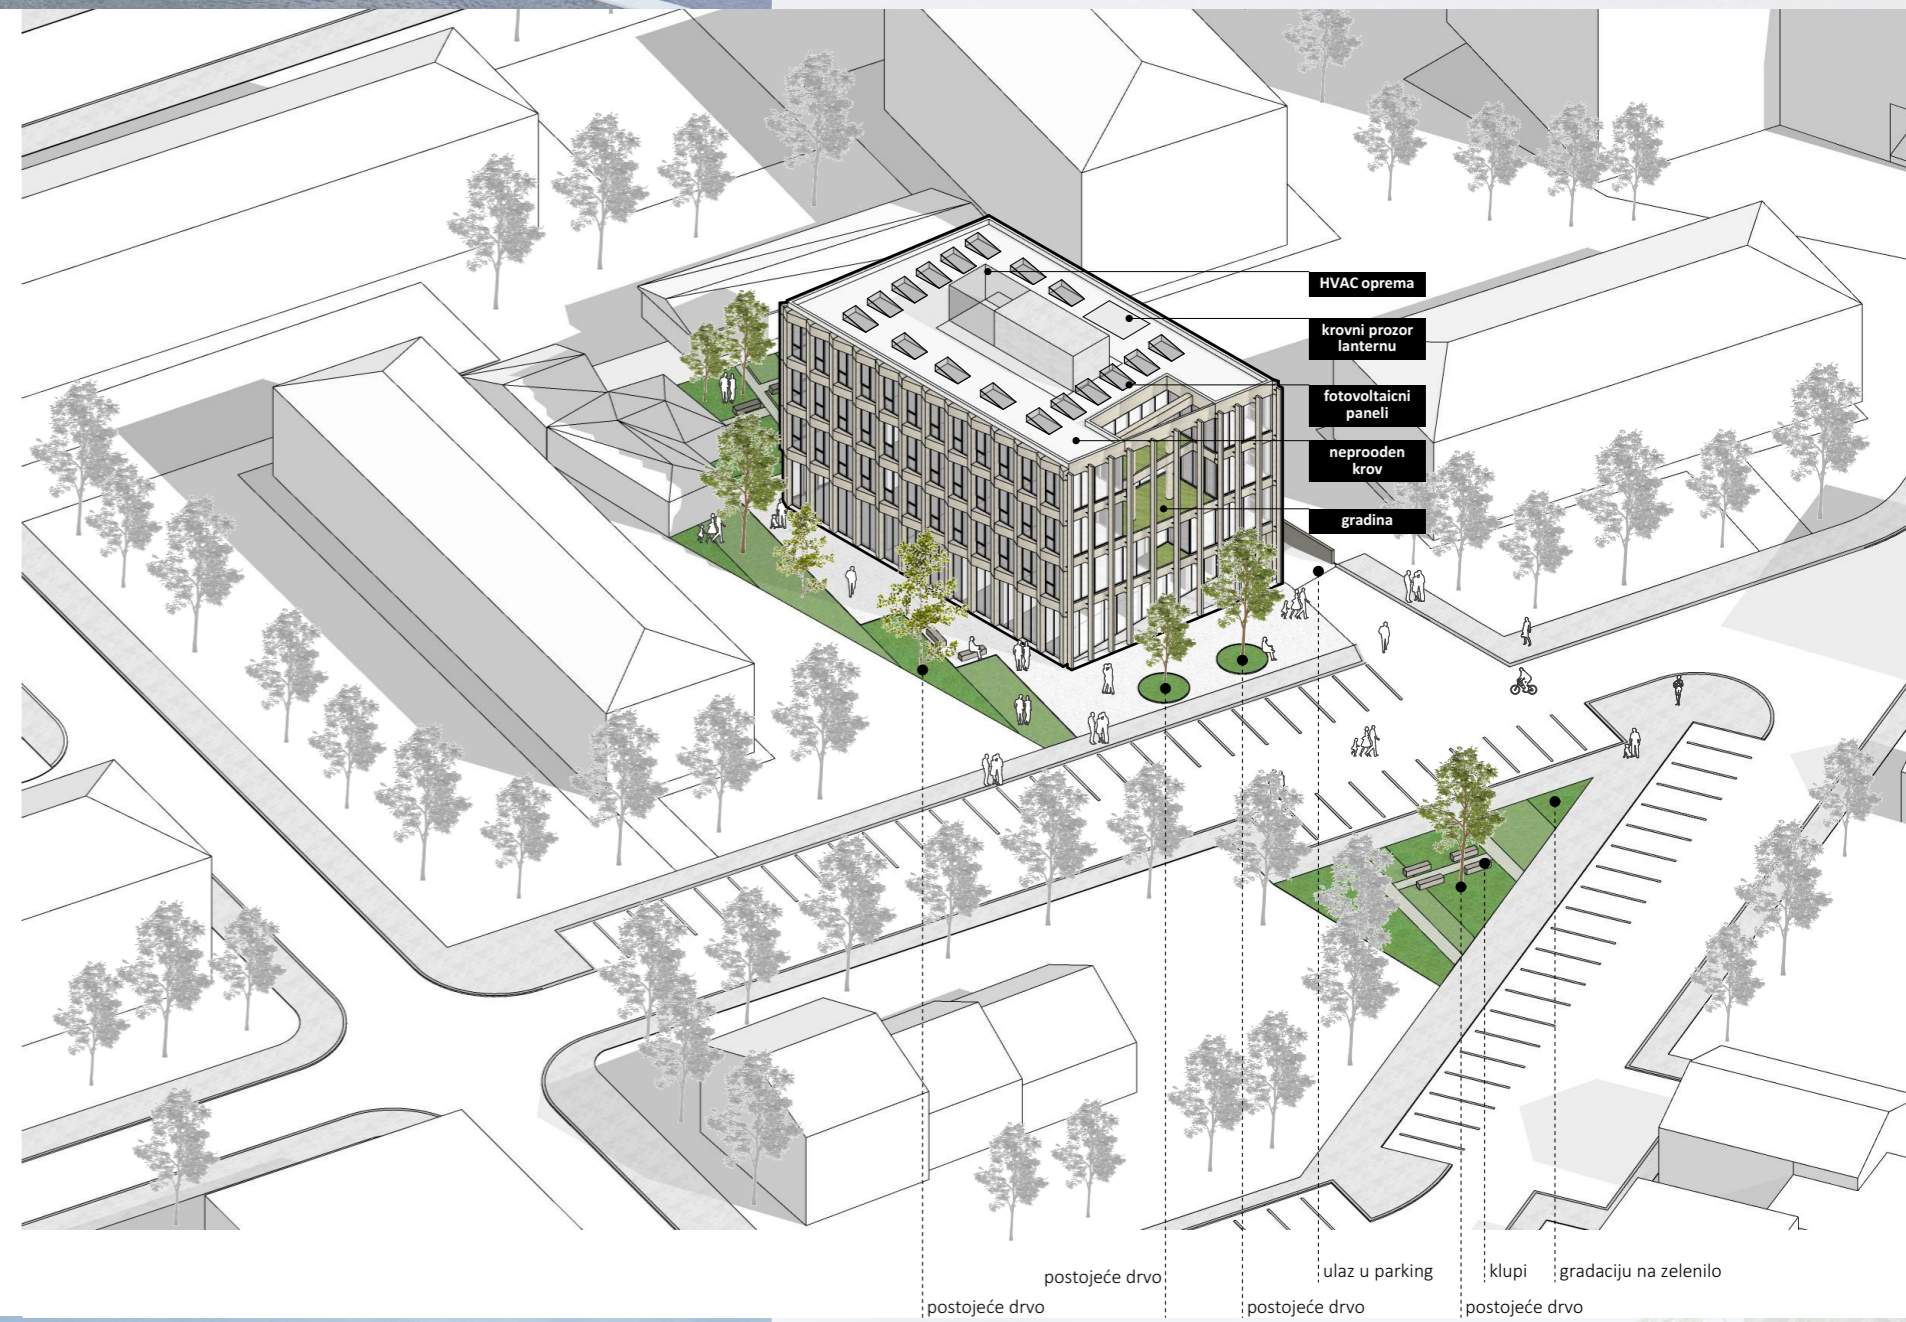 HVAC oprema
krovni prozor
lanternu
fotovoltaicni
paneli
neprooden
krov
gradina
postojeće drvo
ulaz u parking
klupi
gradaciju na zelenilo
postojeće drvo
postojeće drvo
postojeće drvo